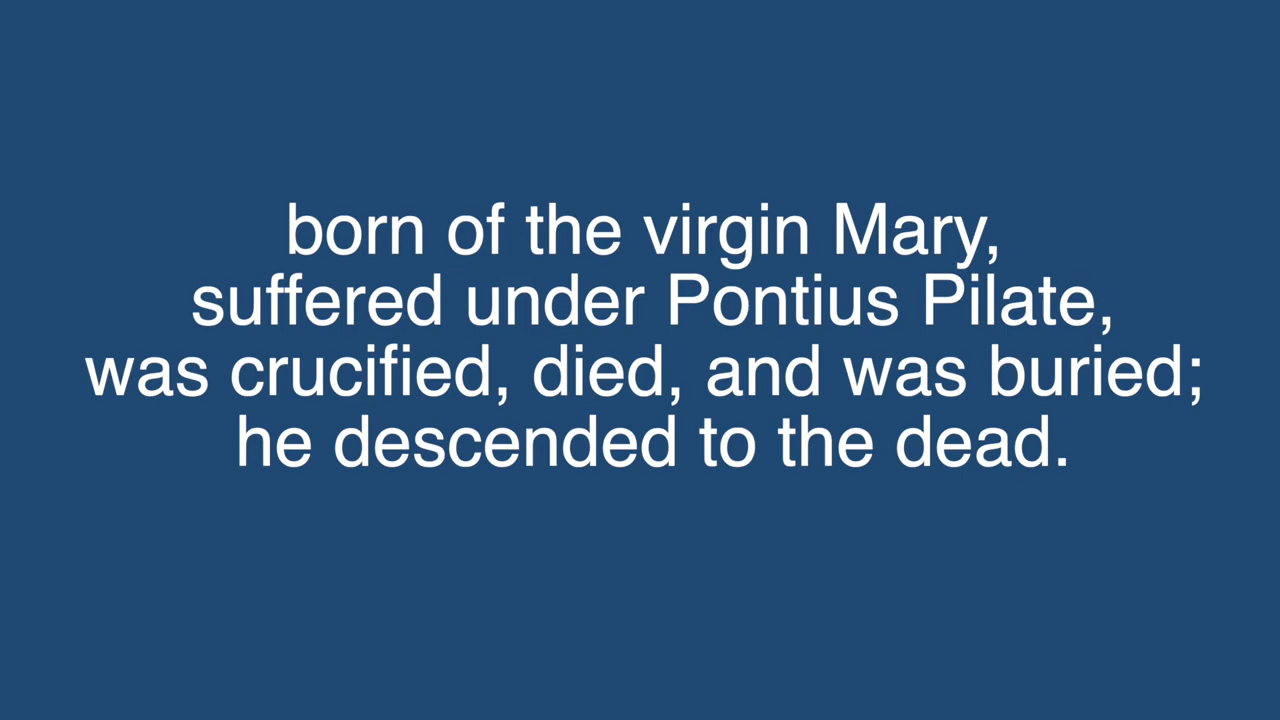 born of the virgin Mary,
suffered under Pontius Pilate,
was crucified, died, and was buried;
he descended to the dead.